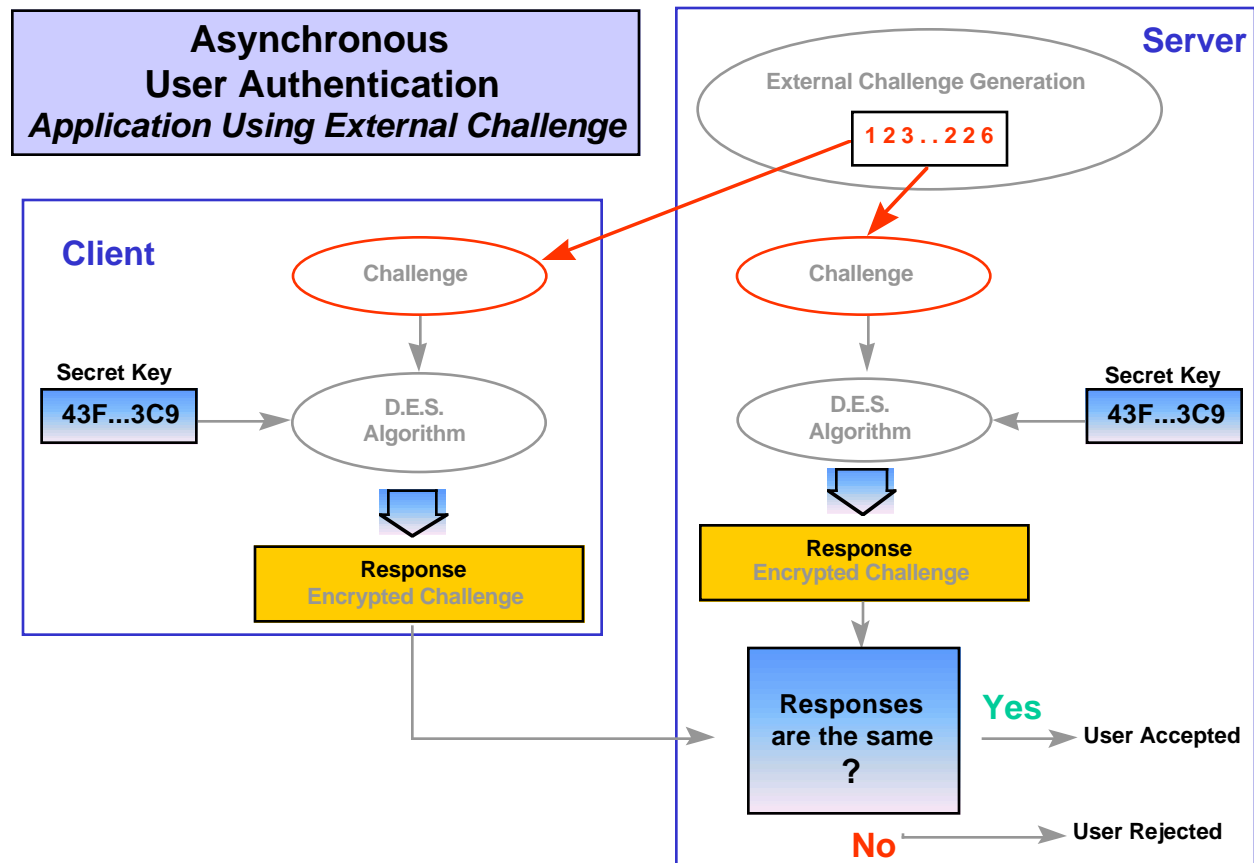 Asynchronous
User Authentication
Application Using External Challenge
Server
External Challenge Generation
1 2 3 . . 2 2 6
Client
Challenge
Challenge
Secret Key
43F...3C9
D.E.S.
Algorithm
D.E.S.
Algorithm
Secret Key
43F...3C9
Response
Encrypted Challenge
Response
Encrypted Challenge
Responses
are the same
?
Yes
User Accepted
No
User Rejected